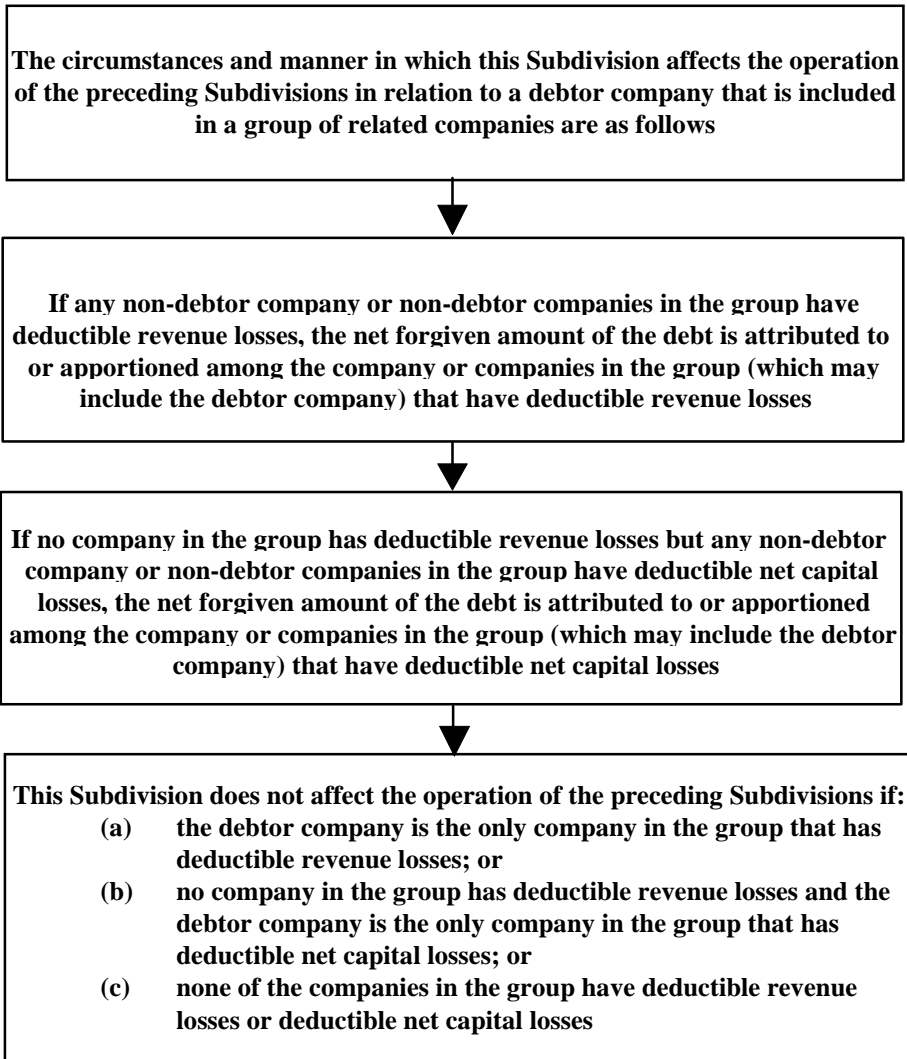 The circumstances and manner in which this Subdivision affects the operation
of the preceding Subdivisions in relation to a debtor company that is included
in a group of related companies are as follows
If any non-debtor company or non-debtor companies in the group have
deductible revenue losses, the net forgiven amount of the debt is attributed to
or apportioned among the company or companies in the group (which may
include the debtor company) that have deductible revenue losses
If no company in the group has deductible revenue losses but any non-debtor
company or non-debtor companies in the group have deductible net capital
losses, the net forgiven amount of the debt is attributed to or apportioned
among the company or companies in the group (which may include the debtor
company) that have deductible net capital losses
This Subdivision does not affect the operation of the preceding Subdivisions if:
(a) the debtor company is the only company in the group that has
deductible revenue losses; or
(b) no company in the group has deductible revenue losses and the
debtor company is the only company in the group that has
deductible net capital losses; or
(c) none of the companies in the group have deductible revenue
losses or deductible net capital losses